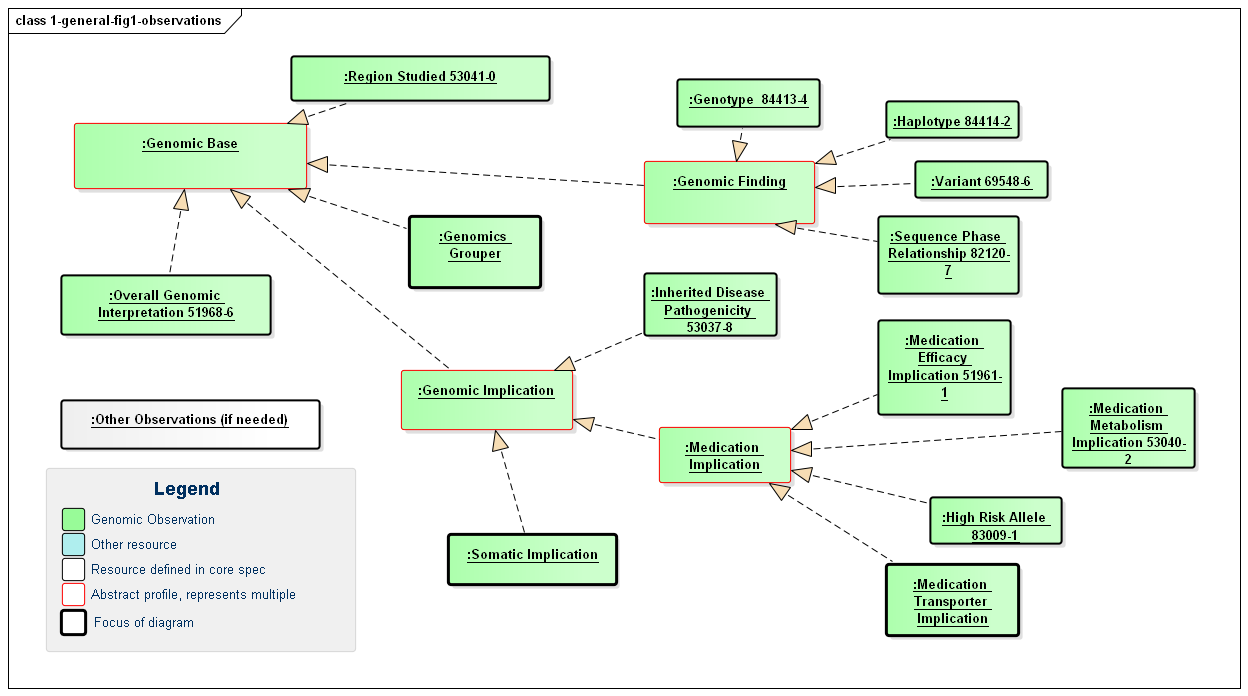 class 1-general-fig1-observations
:Region Studied 53041-0
:Genomic Base
:Genotype  84413-4
:Haplotype 84414-2
:Genomic Finding
:Variant 69548-6
:Genomics
Grouper
:Sequence Phase
Relationship 82120-
7
:Overall Genomic
Interpretation 51968-6
:Inherited Disease
Pathogenicity
53037-8
:Medication
Efficacy
Implication 51961-
1
:Genomic Implication
:Other Observations (if needed)
:Medication
Implication
:Medication
Metabolism
Implication 53040-
2
:High Risk Allele
83009-1
:Somatic Implication
:Medication
Transporter
Implication
Legend
Genomic Observation
Other resource
Resource defined in core spec
Abstract profile, represents multiple
Focus of diagram